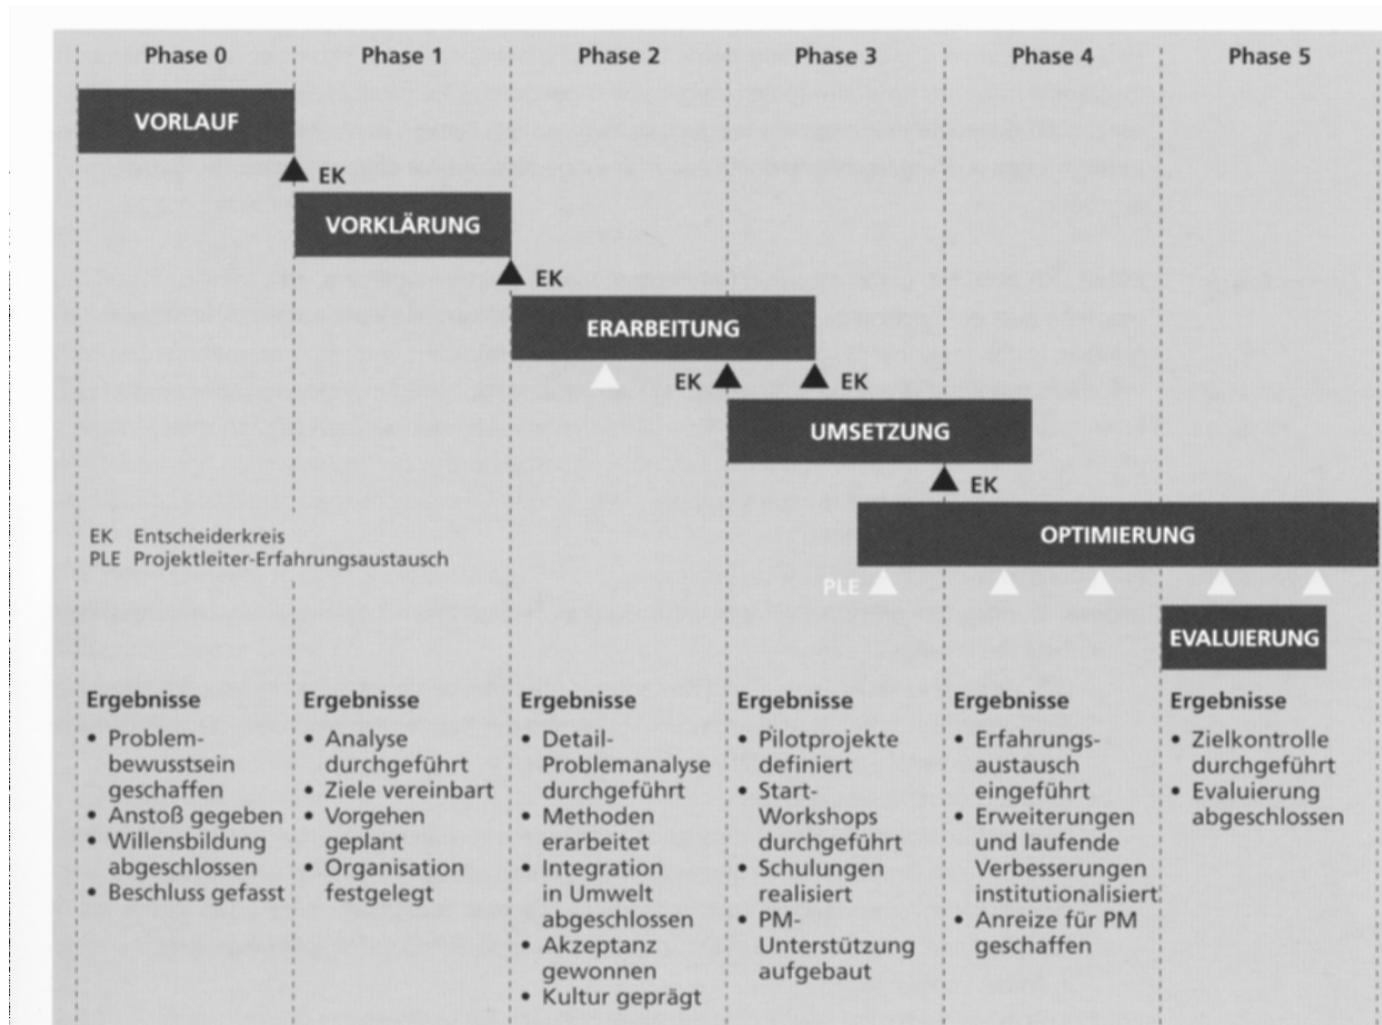 Phase 0
Phase 1
Phase 2
Phase 3
Phase 4
Phase 5
VORLAUF
EK
VORKLÄRUNG
EK
ERARBEITUNG
EK
EK
UMSETZUNG
EK
OPTIMIERUNG
EK Entscheiderkreis
PLE Projektleiter-Erfahrungsaustausch
PLE
EVALUIERUNG
Ergebnisse
• Problem-
bewusstsein
geschaffen
• Anstoß gegeben
• Willensbildung
abgeschlossen
• Beschluss gefasst
Ergebnisse
• Analyse
durchgeführt
• Ziele vereinbart
• Vorgehen
geplant
• Organisation
festgelegt
Ergebnisse
• Detail-
Problemanalyse
durchgeführt
• Methoden
erarbeitet
• Integration
in Umwelt
abgeschlossen
• Akzeptanz
gewonnen
• Kultur geprägt
Ergebnisse
• Pilotprojekte
definiert
• Start-
Workshops
durchgeführt
• Schulungen
realisiert
• PM-
Unterstützung
aufgebaut
Ergebnisse
• Erfahrungs-
austausch
eingeführt
• Erweiterungen
und laufende
Verbesserungen
institutionalisiert
• Anreize für PM
geschaffen
Ergebnisse
• Zielkontrolle
durchgeführt
• Evaluierung
abgeschlossen